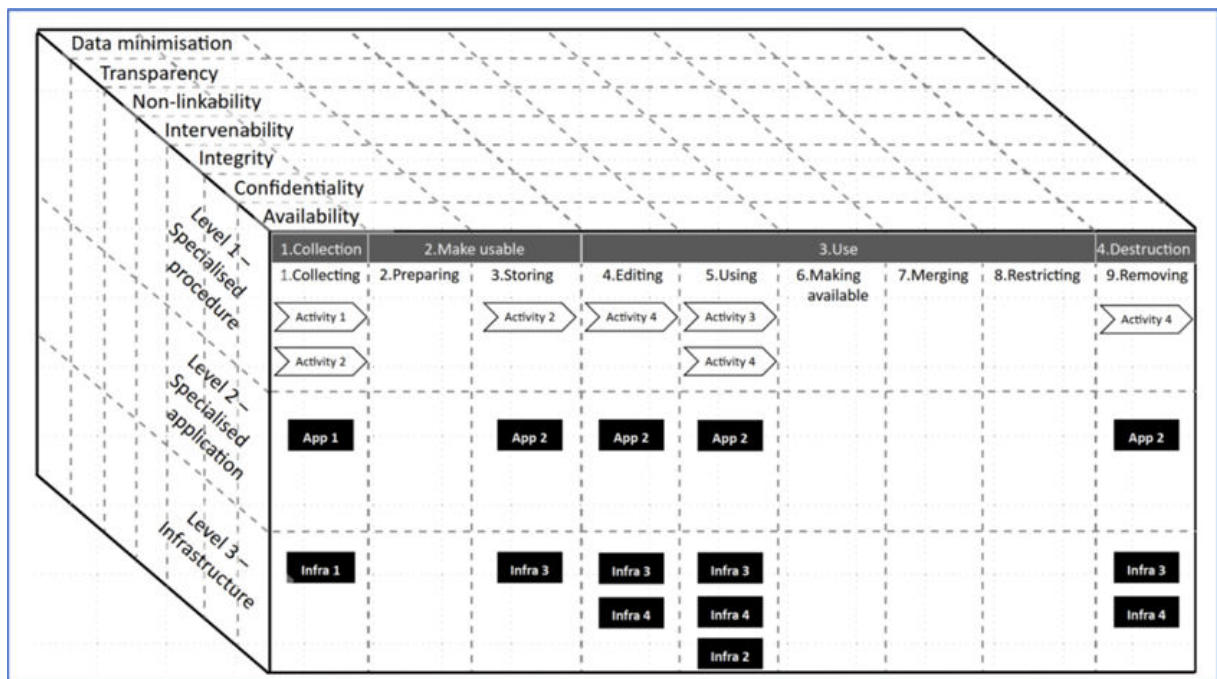 Data minimisation
Transparency
Non-linkability
Intervenability
Integrity
Confidentiality
Availability
Level 1 –
Specialised
procedure
Level 2 –
Specialised
application
Level 3 –
Infrastructure
1.Collection 2.Make usable 3.Use 4.Destruction
1.Collecting 2.Preparing 3.Storing 4.Editing 5.Using 6.Making 7.Merging 8.Restricting 9.Removing
available
Activity 1 Activity 2 Activity 4 Activity 3 Activity 4
Activity 2 Activity 4
App 1 App 2 App 2 App 2 App 2
Infra 1 Infra 3 Infra 3 Infra 3 Infra 3
Infra 4 Infra 4 Infra 4
Infra 2